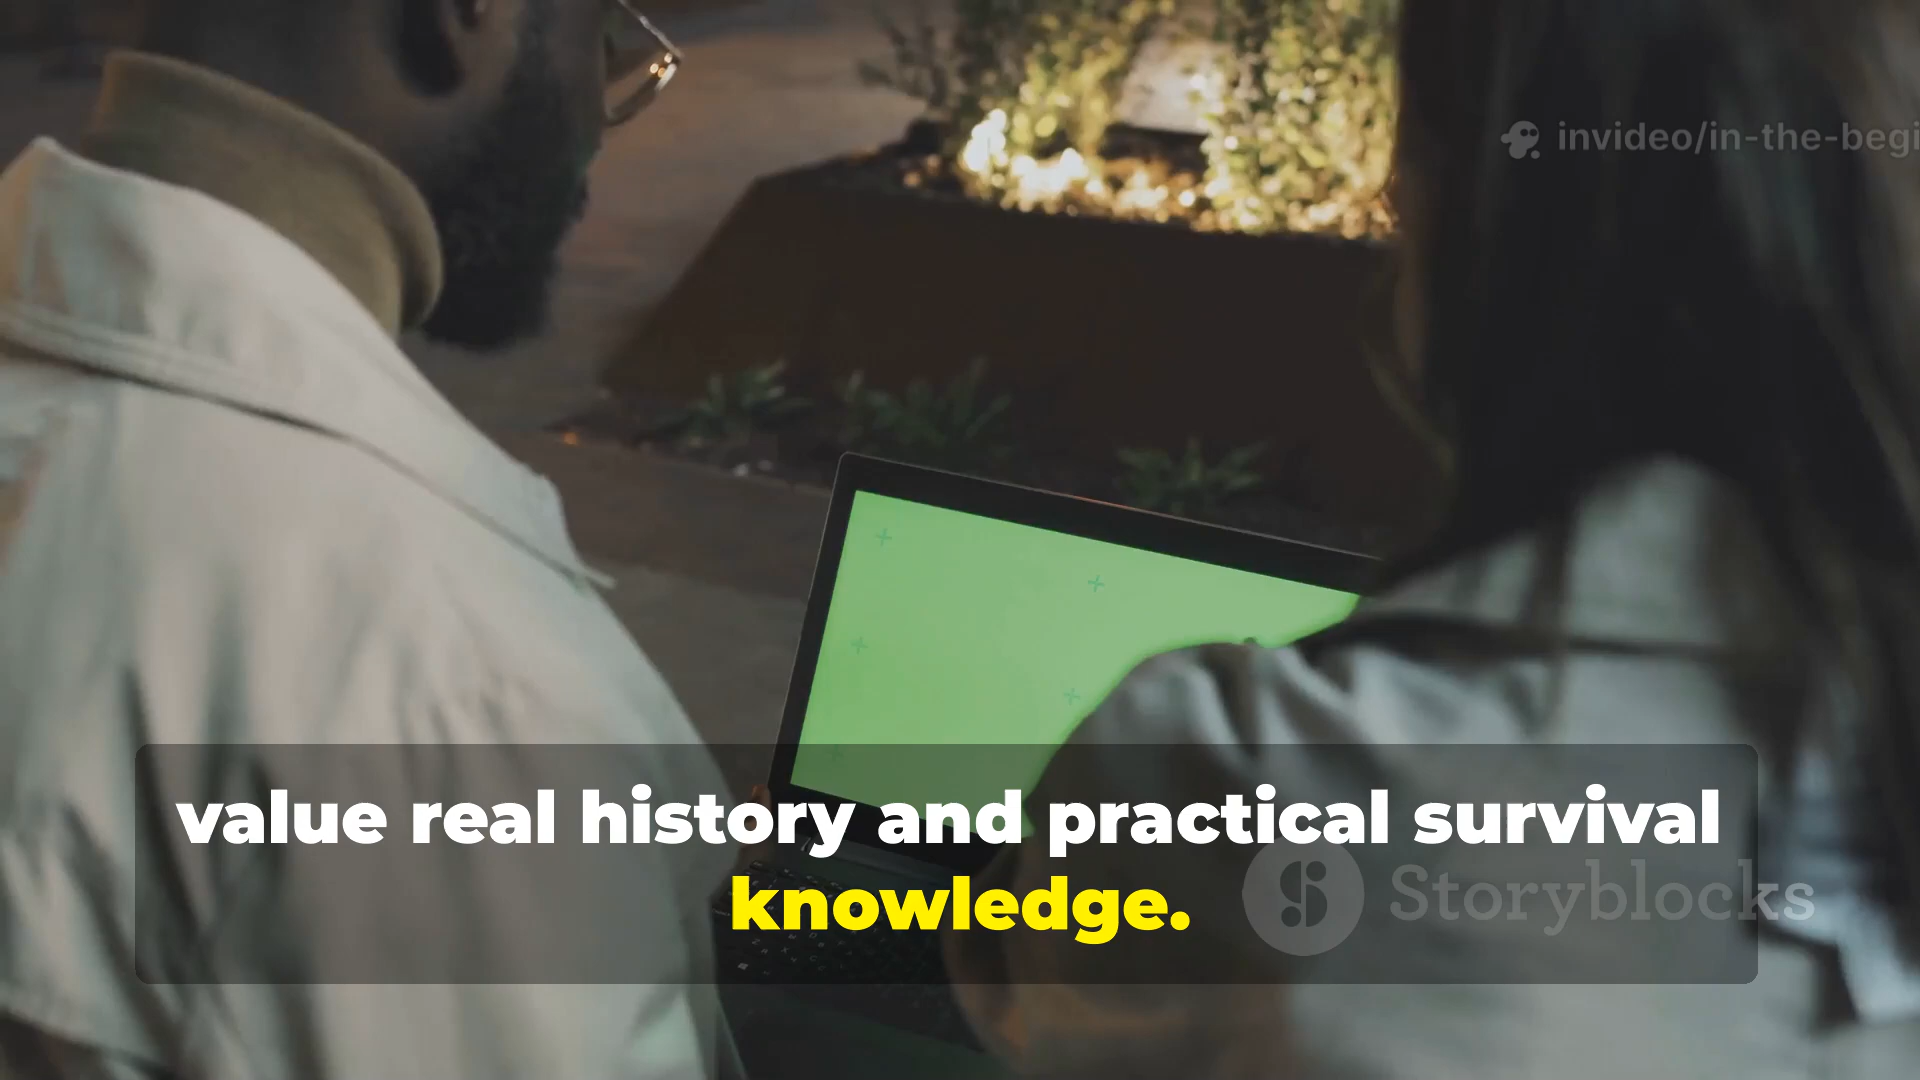 invideo/in-the-begi
value real history and practical survival
knowledge.
Storyblocks